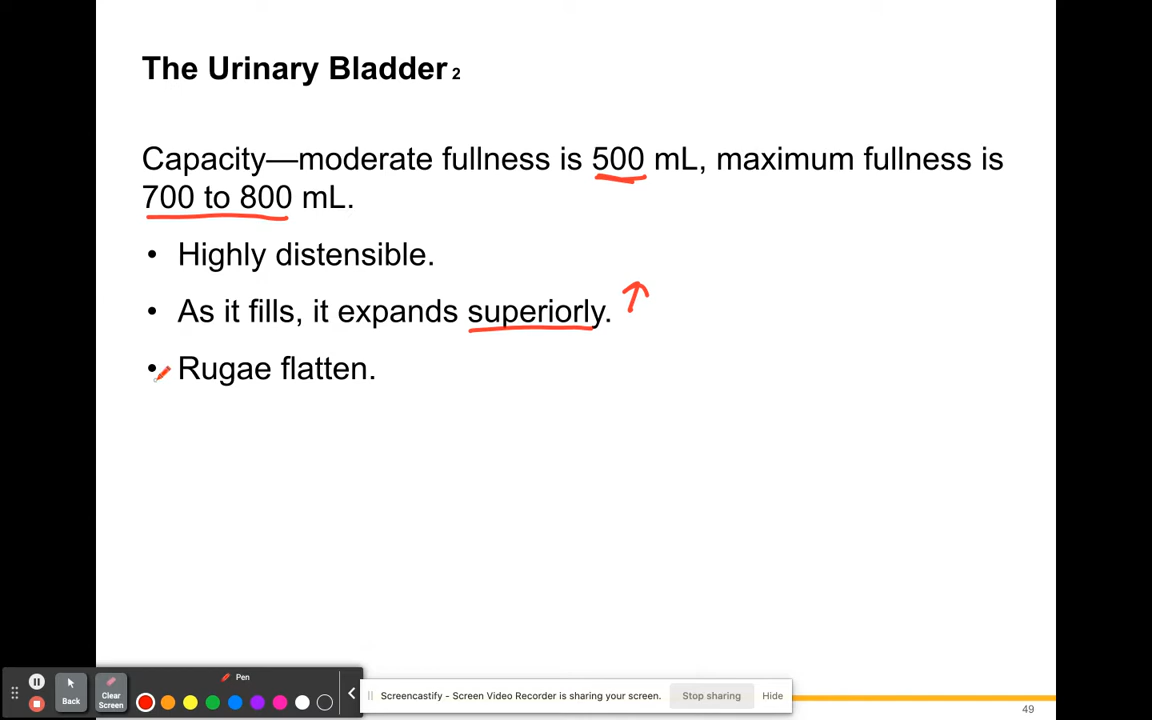 The Urinary Bladder 2
Capacity—moderate fullness is 500 mL, maximum fullness is
700 to 800 mL.
• Highly distensible.
• As it fills, it expands superiorly.
• Rugae flatten.
Pen
Back
Clear
Screen
Screencastify - Screen Video Recorder is sharing your screen.
Stop sharing
Hide
49